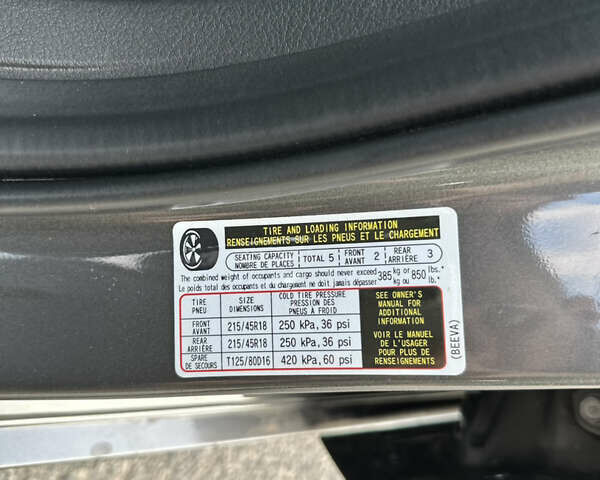 TIRE AND LOADING INFORMATION
RENSEIGNEMENTS SUR LES PNEUS ET LE CHARGEMENT
SEATING CAPACITY
NOMBRE DE PLACES
TOTAL 5
FRONT
AVANT
2
REAR
ARRIÈRE
3
The combined weight of occupants and cargo should never exceed
Le poids total des occupants et du chargement ne doit jamais dépasser
385 kg or/ou 850 lbs./lb.
TIRE
PNEU
SIZE
DIMENSIONS
COLD TIRE PRESSURE
PRESSION DES
PNEUS À FROID
FRONT
AVANT
215/45R18
250 kPa, 36 psi
REAR
ARRIÈRE
215/45R18
250 kPa, 36 psi
SPARE
DE SECOURS
T125/80D16
420 kPa, 60 psi
SEE OWNER'S
MANUAL FOR
ADDITIONAL
INFORMATION
VOIR LE MANUEL
DE L'USAGER
POUR PLUS DE
RENSEIGNEMENTS
(BEEVA)